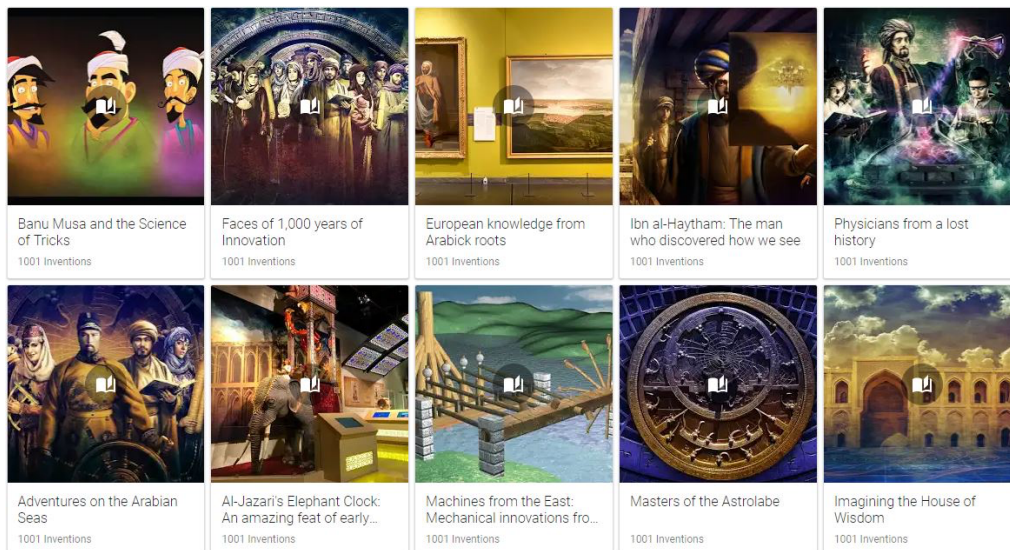 Banu Musa and the Science
of Tricks
1001 Inventions
Faces of 1,000 years of
Innovation
1001 Inventions
European knowledge from
Arabick roots
1001 Inventions
Ibn al-Haytham: The man
who discovered how we see
1001 Inventions
Physicians from a lost
history
1001 Inventions
Adventures on the Arabian
Seas
1001 Inventions
Al-Jazari's Elephant Clock:
An amazing feat of early...
1001 Inventions
Machines from the East:
Mechanical innovations fro...
1001 Inventions
Masters of the Astrolabe
1001 Inventions
Imagining the House of
Wisdom
1001 Inventions